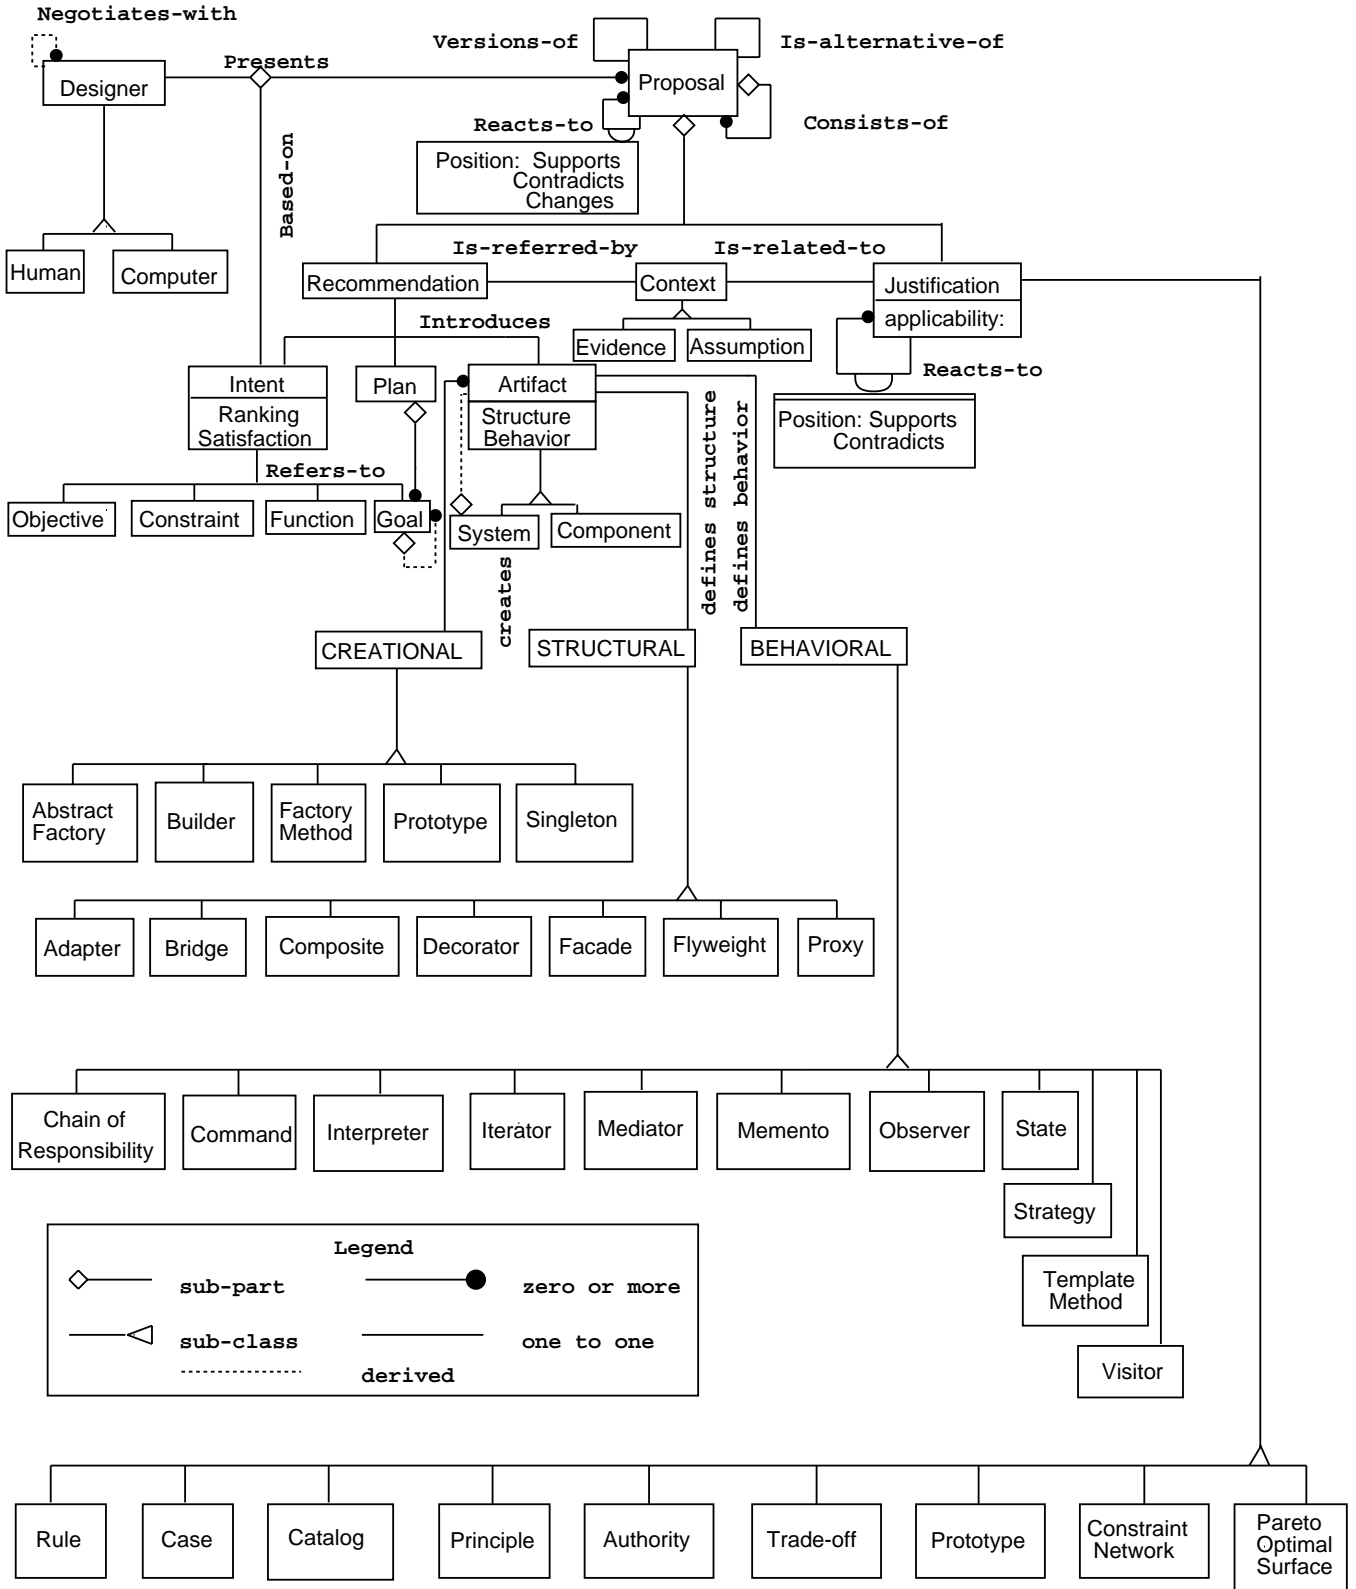 Negotiates-with
Versions-of
Is-alternative-of
Presents
Designer
Proposal
Reacts-to
Consists-of
Based-on
Position: Supports
Contradicts
Changes
Is-referred-by
Is-related-to
Human
Computer
Recommendation
Context
Justification
applicability:
Introduces
Evidence
Assumption
Reacts-to
Intent
Ranking
Satisfaction
Plan
Artifact
Structure
Behavior
defines structure
defines behavior
Position: Supports
Contradicts
Refers-to
Objective
Constraint
Function
Goal
System
Component
creates
CREATIONAL
STRUCTURAL
BEHAVIORAL
Abstract
Factory
Builder
Factory
Method
Prototype
Singleton
Adapter
Bridge
Composite
Decorator
Facade
Flyweight
Proxy
Chain of
Responsibility
Command
Interpreter
Iterator
Mediator
Memento
Observer
State
Strategy
Template
Method
Visitor
Legend
sub-part
zero or more
sub-class
one to one
derived
Rule
Case
Catalog
Principle
Authority
Trade-off
Prototype
Constraint
Network
Pareto
Optimal
Surface